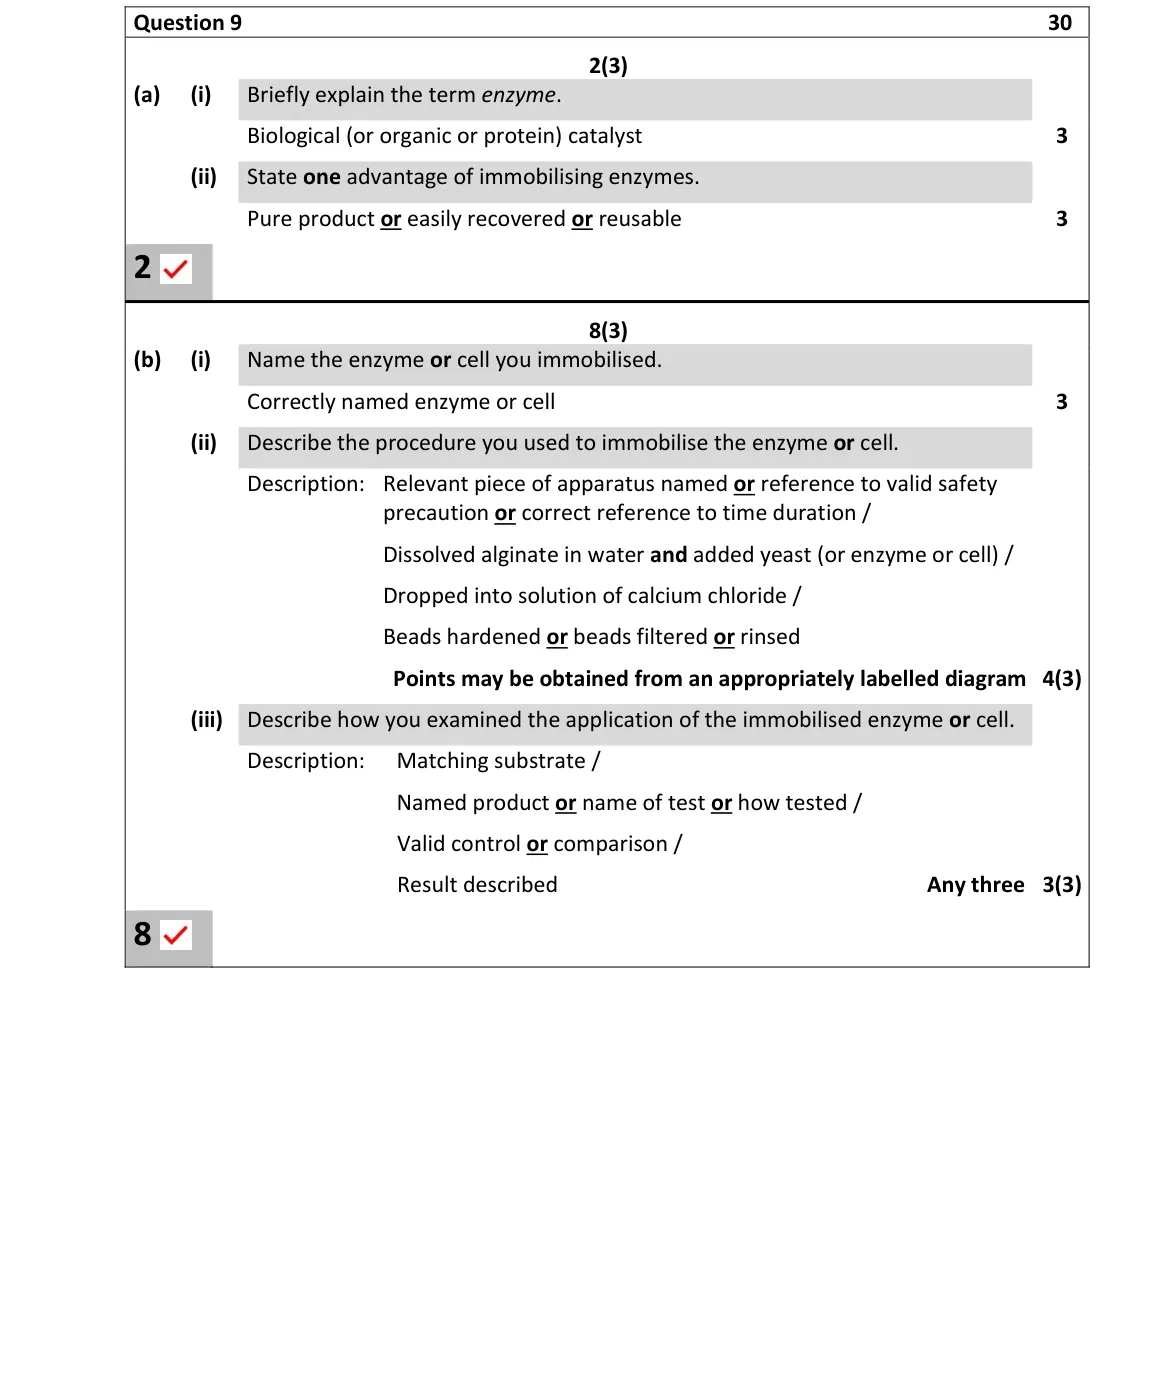 Question 9 30
2(3)
(a) (i) Briefly explain the term enzyme.
Biological (or organic or protein) catalyst 3
(ii) State one advantage of immobilising enzymes.
Pure product or easily recovered or reusable 3
2
8(3)
(b) (i) Name the enzyme or cell you immobilised.
Correctly named enzyme or cell 3
(ii) Describe the procedure you used to immobilise the enzyme or cell.
Description: Relevant piece of apparatus named or reference to valid safety
precaution or correct reference to time duration /
Dissolved alginate in water and added yeast (or enzyme or cell) /
Dropped into solution of calcium chloride /
Beads hardened or beads filtered or rinsed
Points may be obtained from an appropriately labelled diagram 4(3)
(iii) Describe how you examined the application of the immobilised enzyme or cell.
Description: Matching substrate /
Named product or name of test or how tested /
Valid control or comparison /
Result described Any three 3(3)
8